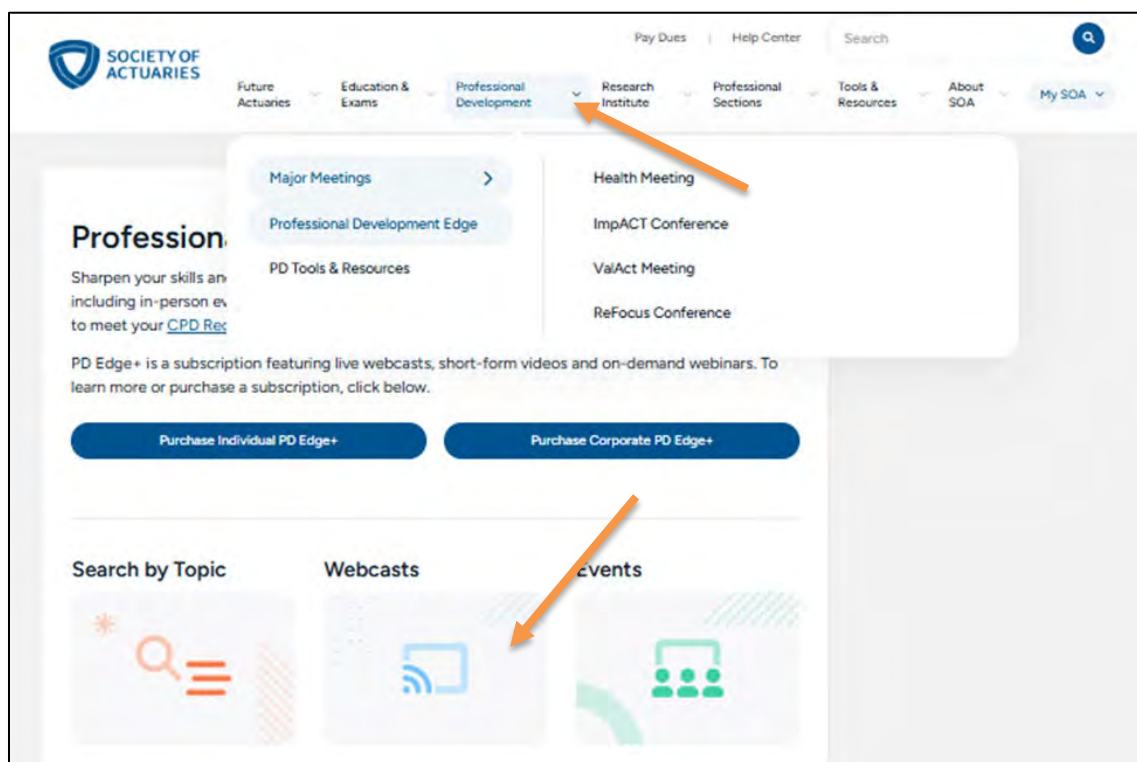 SOCIETY OF
ACTUARIES
Pay Dues | Help Center
Search
Future
Actuaries
Education &
Exams
Professional
Development
Research
Institute
Professional
Sections
Tools &
Resources
About
SOA
My SOA
Major Meetings
Professional Development Edge
PD Tools & Resources
Health Meeting
ImpACT Conference
ValAct Meeting
ReFocus Conference
Profession
Sharpen your skills an
including in-person ev
to meet your CPD Req
PD Edge+ is a subscription featuring live webcasts, short-form videos and on-demand webinars. To
learn more or purchase a subscription, click below.
Purchase Individual PD Edge+
Purchase Corporate PD Edge+
Search by Topic
Webcasts
Events